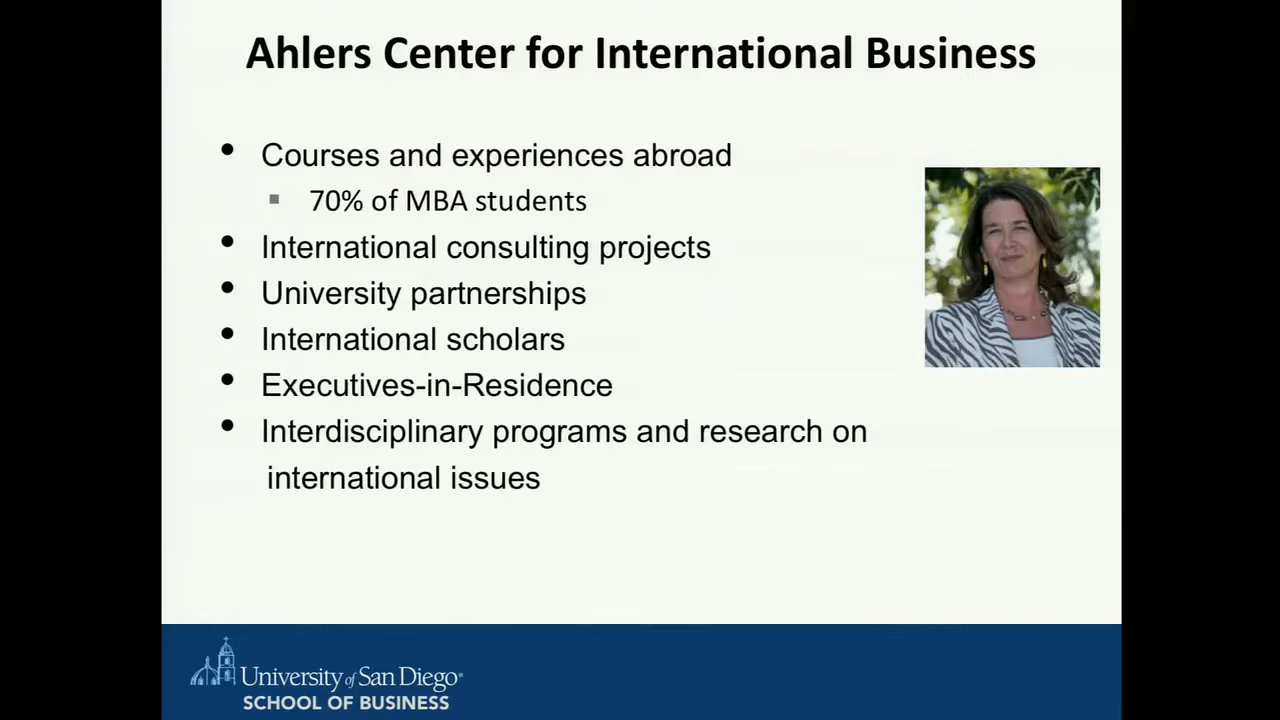 Ahlers Center for International Business
• Courses and experiences abroad
▪ 70% of MBA students
• International consulting projects
• University partnerships
• International scholars
• Executives-in-Residence
• Interdisciplinary programs and research on
international issues
University of San Diego®
SCHOOL OF BUSINESS